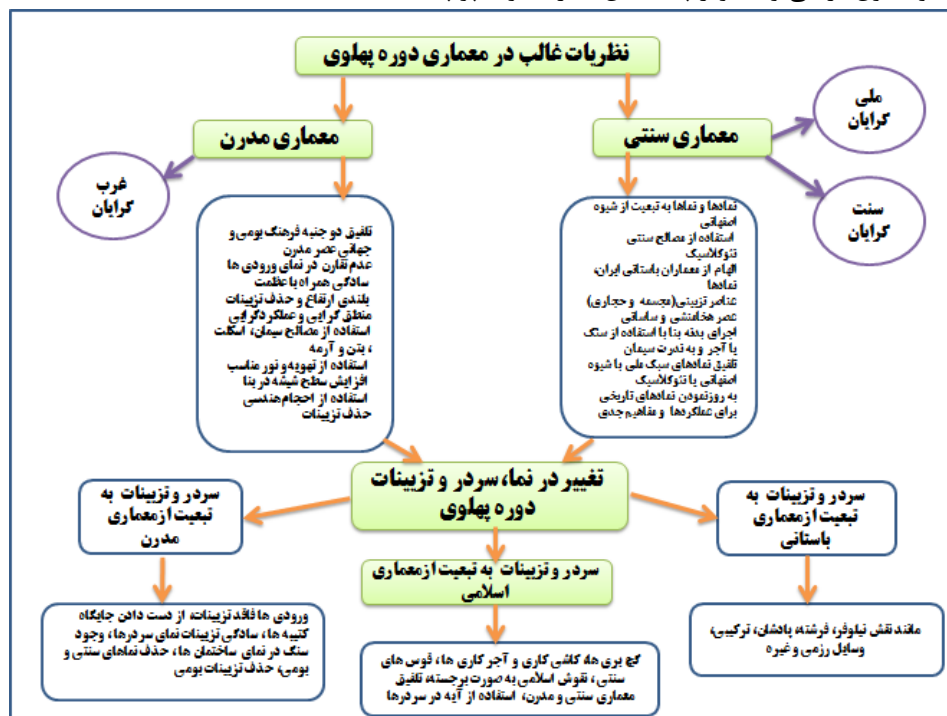 نظریات غالب در معماری دوره پهلوی
معماری سنتی
ملی
گرایان
سنت
گرایان
معماری مدرن
غرب
گرایان
نمادها و نماها به تبعیت از شیوه
اصفهانی
استفاده از مصالح سنتی
نئوکلاسیک
الهام از معماران باستانی ایران،
نمادها
عناصر تزیینی(مجسمه و حجاری)
عصر هخامنشی و ساسانی
اجرای بدنه بنا با استفاده از سنگ
یا آجر و به ندرت سیمان
تلفیق نمادهای سبک ملی با شیوه
اصفهانی یا نئوکلاسیک
به روزنمودن نمادهای تاریخی
برای عملکردها و مفاهیم جدی
تلفیق دو جنبه فرهنگ بومی و
جهانی عصر مدرن
عدم تقارن در نمای ورودی ها
سادگی همراه با عظمت
بلندی ارتفاع و حذف تزیینات
منطق گرایی و عملکردگرایی
استفاده از مصالح سیمان، اسکلت
، بتن و آرمه
استفاده از تهویه و نور مناسب
افزایش سطح شیشه در بنا
استفاده از احجام هندسی
حذف تزیینات
تغییر در نما، سردر و تزیینات
دوره پهلوی
سردر و تزیینات به
تبعیت ازمعماری
باستانی
مانند نقش نیلوفر، فرشته، پادشان، ترکیبی،
وسایل رزمی و غیره
سردر و تزیینات به تبعیت ازمعماری
اسلامی
گچ بری ها، کاشی کاری و آجر کاری ها، قوس های
سنتی، نقوش اسلامی به صورت برجسته، تلفیق
معماری سنتی و مدرن، استفاده از آیه در سردرها
سردر و تزیینات به
تبعیت ازمعماری
مدرن
ورودی ها فاقد تزیینات، از دست دادن جایگاه
کتیبه ها، سادگی تزیینات نمای سردرها، وجود
سنگ در نمای ساختمان ها، حذف نماهای سنتی و
بومی، حذف تزیینات بومی